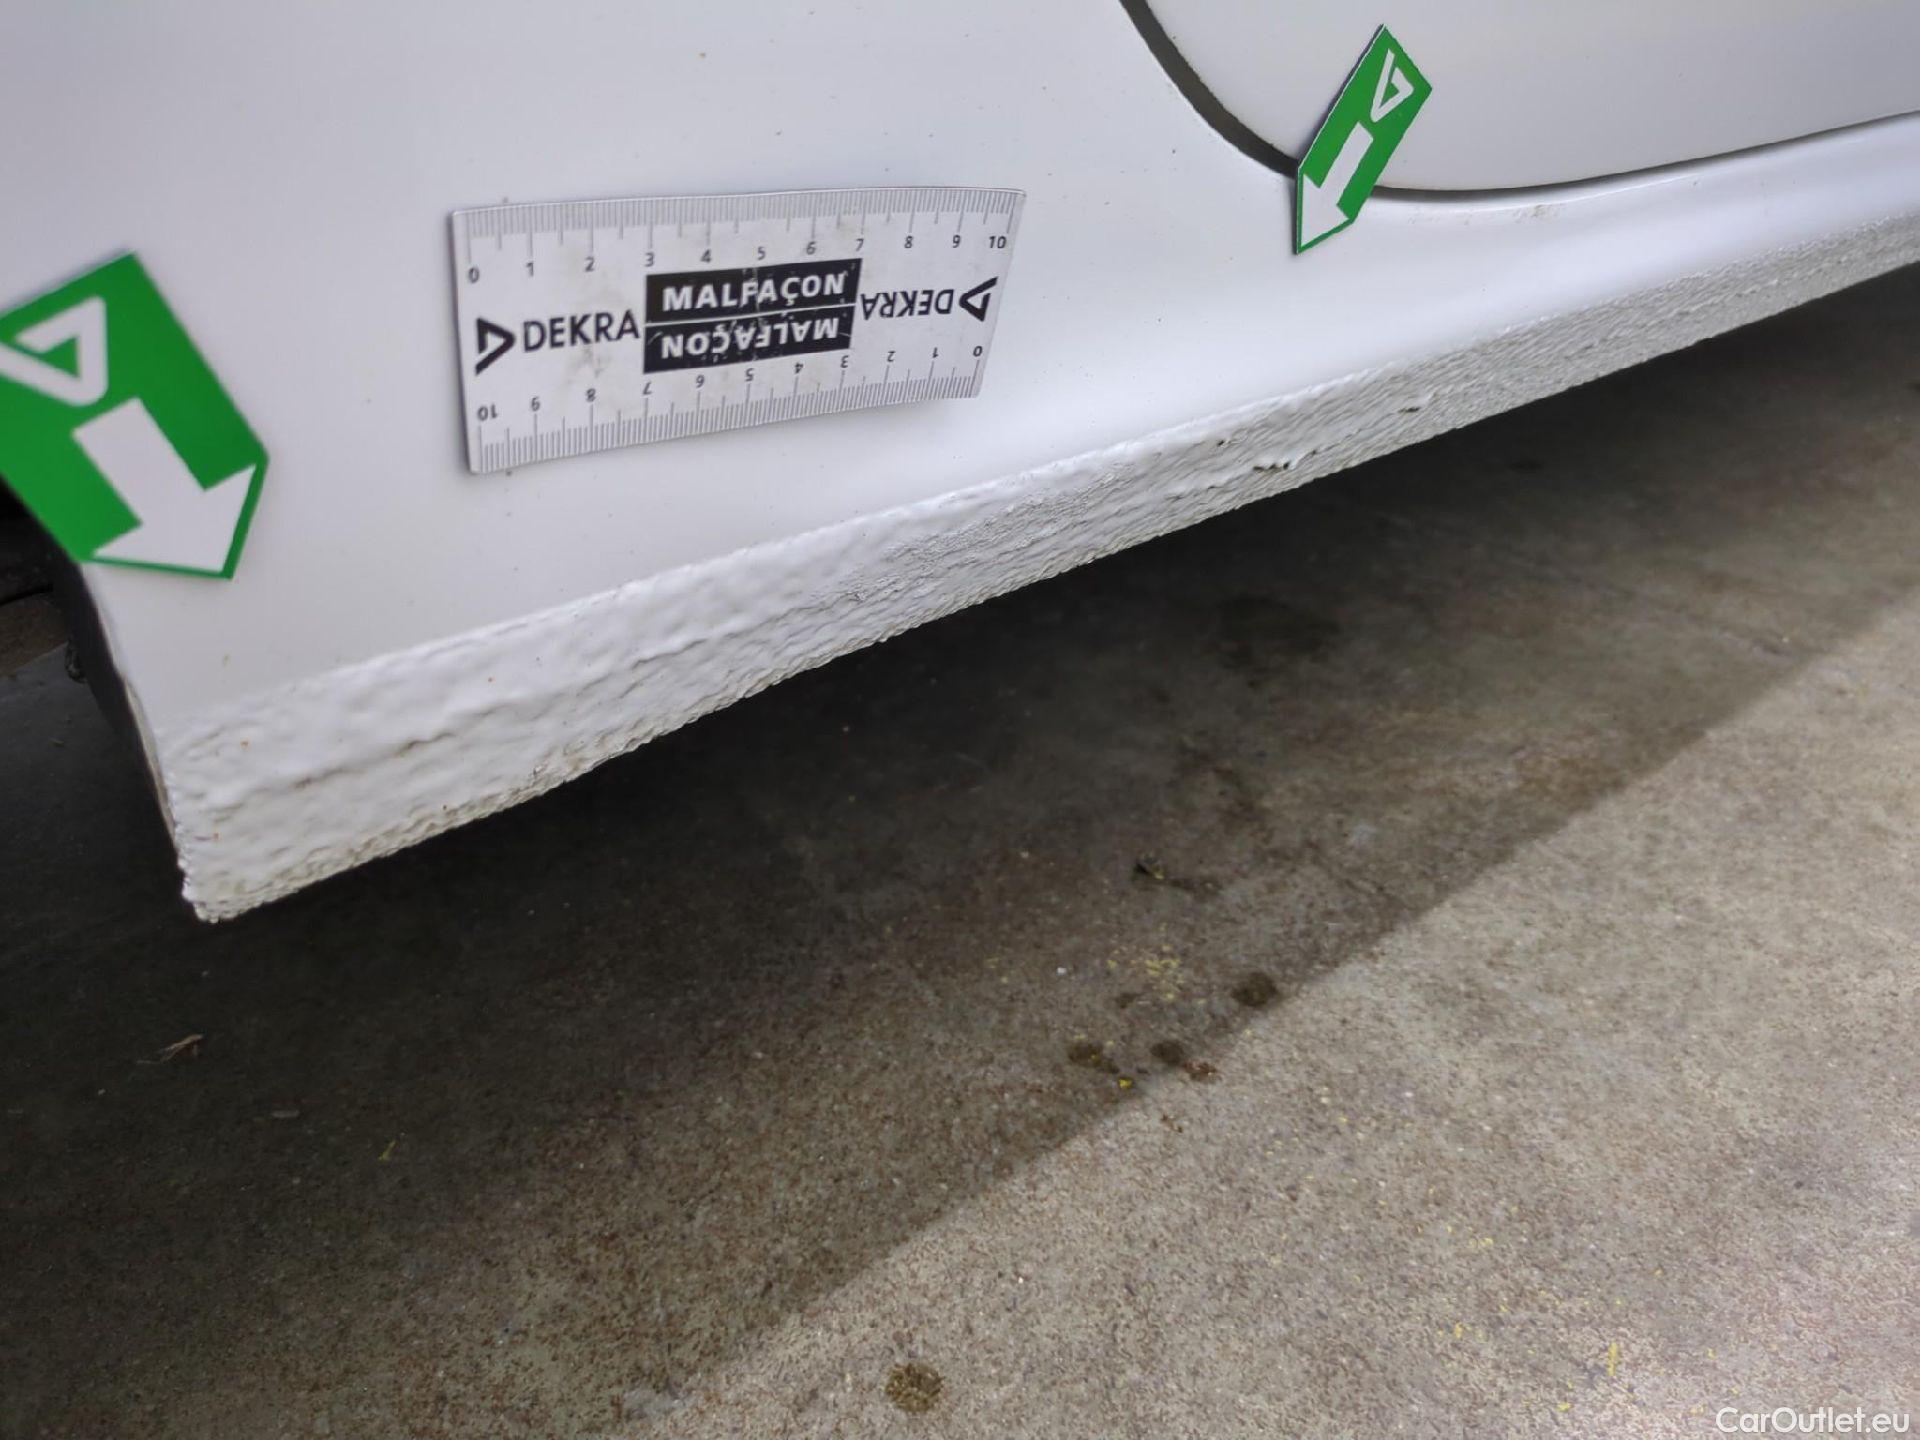 0 1 2 3 4 5 6 7 8 9 10
DEKRA MALFAÇON DEKRA
MALFAÇON
10 9 8 7 6 5 4 3 2 1 0
CarOutlet.eu